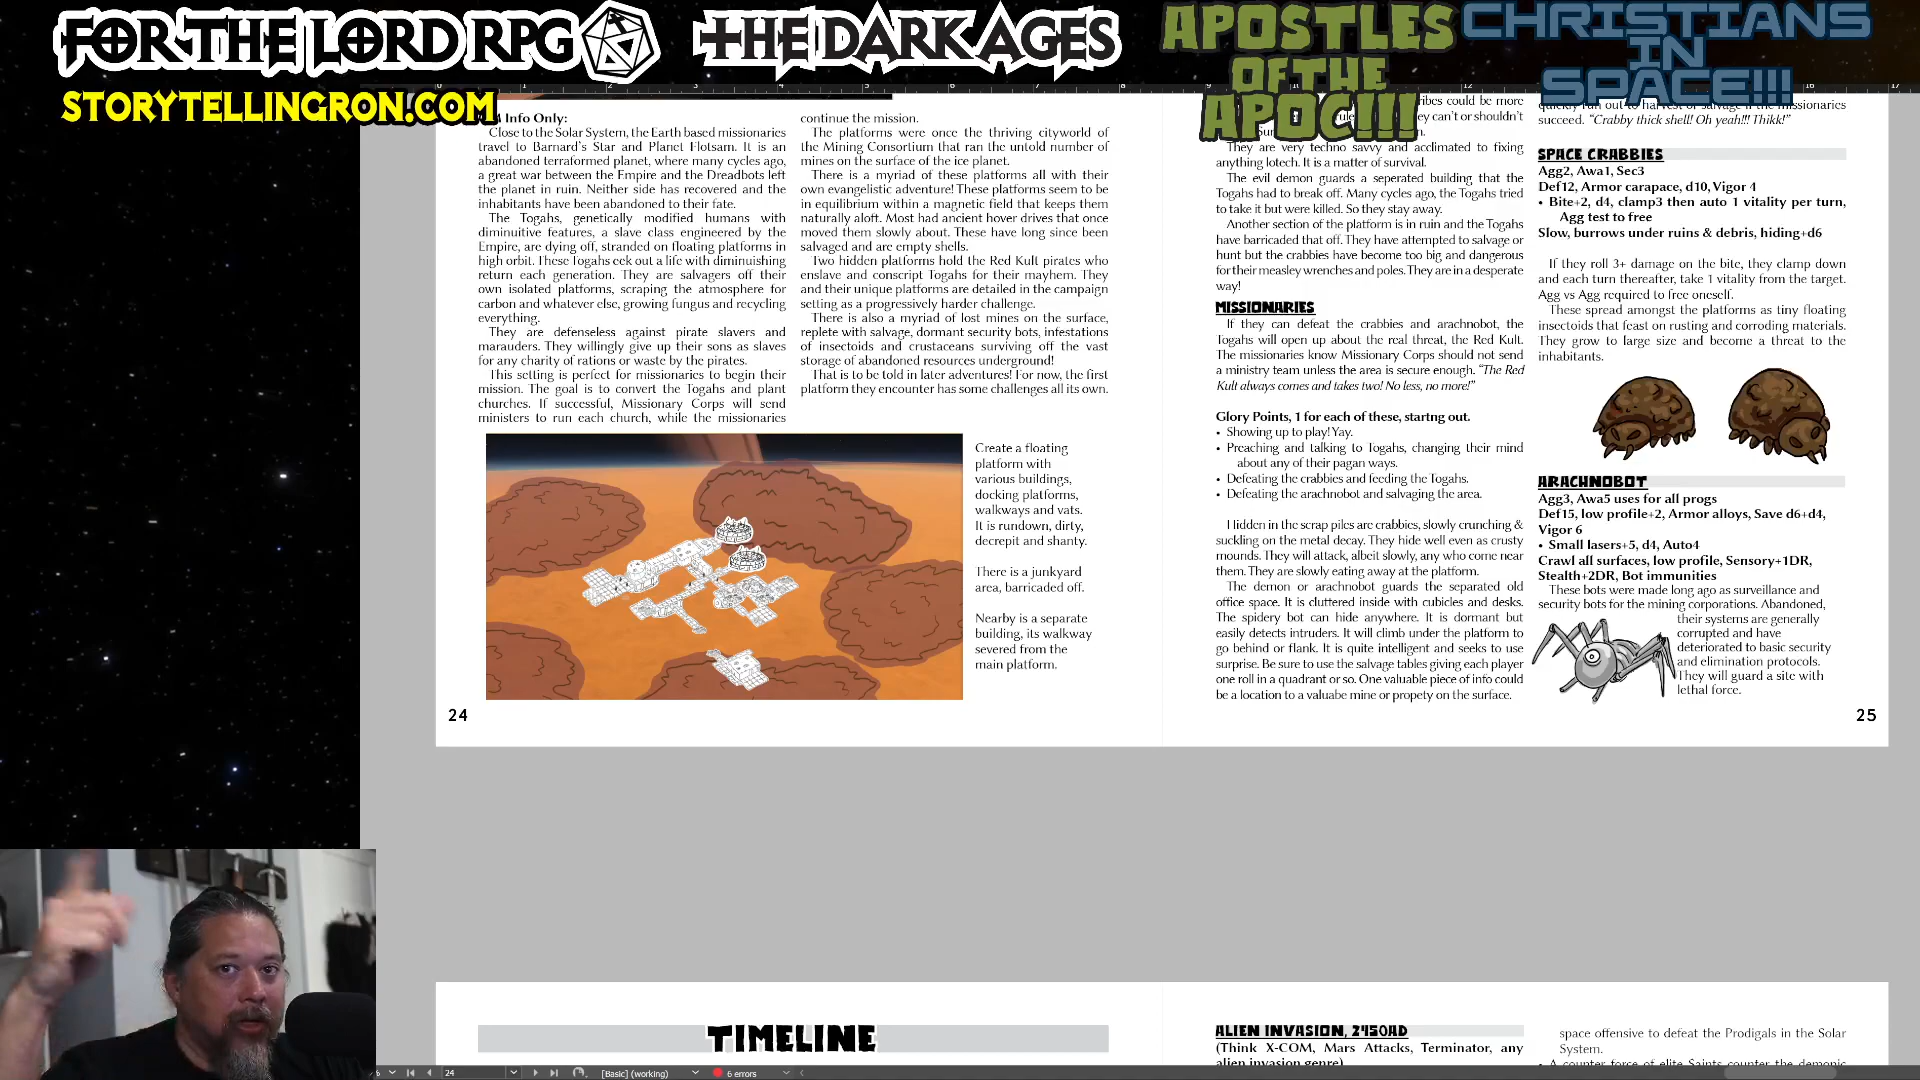 FOR THE LORD RPG
THE DARK AGES
APOSTLES
OF THE
APOC!!!
CHRISTIANS
IN
SPACE!!!
STORYTELLINGRON.COM
Info Only:
Close to the Solar System, the Earth based missionaries
travel to Barnard's Star and Planet Flotsam. It is an
abandoned terraformed planet, where many cycles ago,
a great war between the Empire and the Dreadbots left
the planet in ruin. Neither side has recovered and the
inhabitants have been abandoned to their fate.
The Togahs, genetically modified humans with
diminuitive features, a slave class engineered by the
Empire, are dying off, stranded on floating platforms in
high orbit. These Togahs eek out a life with diminuishing
return each generation. They are salvagers off their
own isolated platforms, scraping the atmosphere for
carbon and whatever else, growing fungus and recycling
everything.
They are defenseless against pirate slavers and
marauders. They willingly give up their sons as slaves
for any charity of rations or waste by the pirates.
This setting is perfect for missionaries to begin their
mission. The goal is to convert the Togahs and plant
churches. If successful, Missionary Corps will send
ministers to run each church, while the missionaries
continue the mission.
The platforms were once the thriving cityworld of
the Mining Consortium that ran the untold number of
mines on the surface of the ice planet.
There is a myriad of these platforms all with their
own evangelistic adventure! These platforms seem to be
in equilibrium within a magnetic field that keeps them
naturally aloft. Most had ancient hover drives that once
moved them slowly about. These have long since been
salvaged and are empty shells.
Two hidden platforms hold the Red Kult pirates who
enslave and conscript Togahs for their mayhem. They
and their unique platforms are detailed in the campaign
setting as a progressively harder challenge.
There is also a myriad of lost mines on the surface,
replete with salvage, dormant security bots, infestations
of insectoids and crustaceans surviving off the vast
storage of abandoned resources underground!
That is to be told in later adventures! For now, the first
platform they encounter has some challenges all its own.
Create a floating
platform with
various buildings,
docking platforms,
walkways and vats.
It is rundown, dirty,
decrepit and shanty.
There is a junkyard
area, barricaded off.
Nearby is a separate
building, its walkway
severed from the
main platform.
24
ribes could be more
ey can't or shouldn't
They are very techno savvy and acclimated to fixing
anything lotech. It is a matter of survival.
The evil demon guards a seperated building that the
Togahs had to break off. Many cycles ago, the Togahs tried
to take it but were killed. So they stay away.
Another section of the platform is in ruin and the Togahs
have barricaded that off. They have attempted to salvage or
hunt but the crabbies have become too big and dangerous
for their measley wrenches and poles. They are in a desperate
way!
MISSIONARIES
If they can defeat the crabbies and arachnobot, the
Togahs will open up about the real threat, the Red Kult.
The missionaries know Missionary Corps should not send
a ministry team unless the area is secure enough. "The Red
Kult always comes and takes two! No less, no more!"
Glory Points, 1 for each of these, startng out.
• Showing up to play! Yay.
• Preaching and talking to Togahs, changing their mind
about any of their pagan ways.
• Defeating the crabbies and feeding the Togahs.
• Defeating the arachnobot and salvaging the area.
Hidden in the scrap piles are crabbies, slowly crunching &
suckling on the metal decay. They hide well even as crusty
mounds. They will attack, albeit slowly, any who come near
them. They are slowly eating away at the platform.
The demon or arachnobot guards the separated old
office space. It is cluttered inside with cubicles and desks.
The spidery bot can hide anywhere. It is dormant but
easily detects intruders. It will climb under the platform to
go behind or flank. It is quite intelligent and seeks to use
surprise. Be sure to use the salvage tables giving each player
one roll in a quadrant or so. One valuable piece of info could
be a location to a valuabe mine or propety on the surface.
quickly run out to harvest or salvage if the missionaries
succeed. "Crabby thick shell! Oh yeah!!! Thikk!"
SPACE CRABBIES
Agg2, Awa1, Sec3
Def12, Armor carapace, d10, Vigor 4
• Bite+2, d4, clamp3 then auto 1 vitality per turn,
Agg test to free
Slow, burrows under ruins & debris, hiding+d6
If they roll 3+ damage on the bite, they clamp down
and each turn thereafter, take 1 vitality from the target.
Agg vs Agg required to free oneself.
These spread amongst the platforms as tiny floating
insectoids that feast on rusting and corroding materials.
They grow to large size and become a threat to the
inhabitants.
ARACHNOBOT
Agg3, Awa5 uses for all progs
Def15, low profile+2, Armor alloys, Save d6+d4,
Vigor 6
• Small lasers+5, d4, Auto4
Crawl all surfaces, low profile, Sensory+1DR,
Stealth+2DR, Bot immunities
These bots were made long ago as surveillance and
security bots for the mining corporations. Abandoned,
their systems are generally
corrupted and have
deteriorated to basic security
and elimination protocols.
They will guard a site with
lethal force.
25
TIMELINE
ALIEN INVASION, 2450AD
(Think X-COM, Mars Attacks, Terminator, any
alien invasion genre)
space offensive to defeat the Prodigals in the Solar
System.
• A counter force of elite Saints counter the demonic
24
[Basic] (working)
6 errors